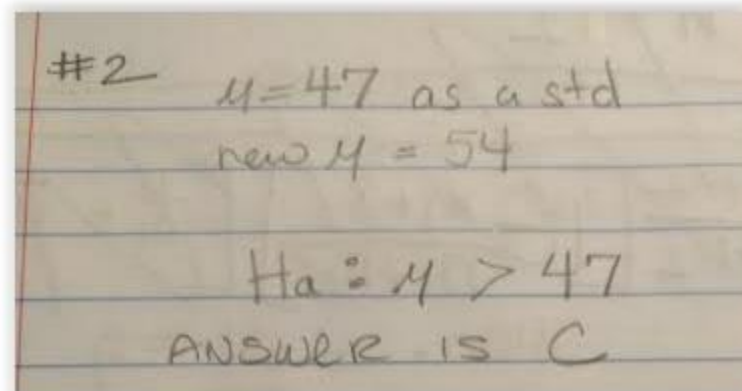 #2 μ=47 as a std
new μ = 54
Ha: μ > 47
ANSWER IS C